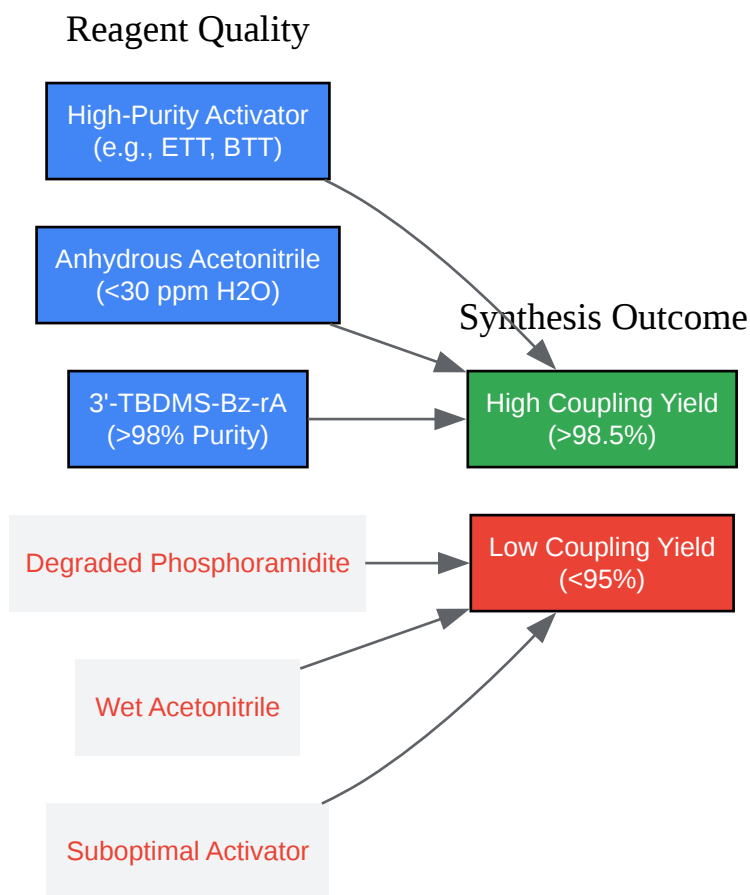 Reagent Quality
High-Purity Activator
(e.g., ETT, BTT)
Anhydrous Acetonitrile
(<30 ppm H2O)
3'-TBDMS-Bz-rA
(>98% Purity)
Degraded Phosphoramidite
Wet Acetonitrile
Suboptimal Activator
Synthesis Outcome
High Coupling Yield
(>98.5%)
Low Coupling Yield
(<95%)